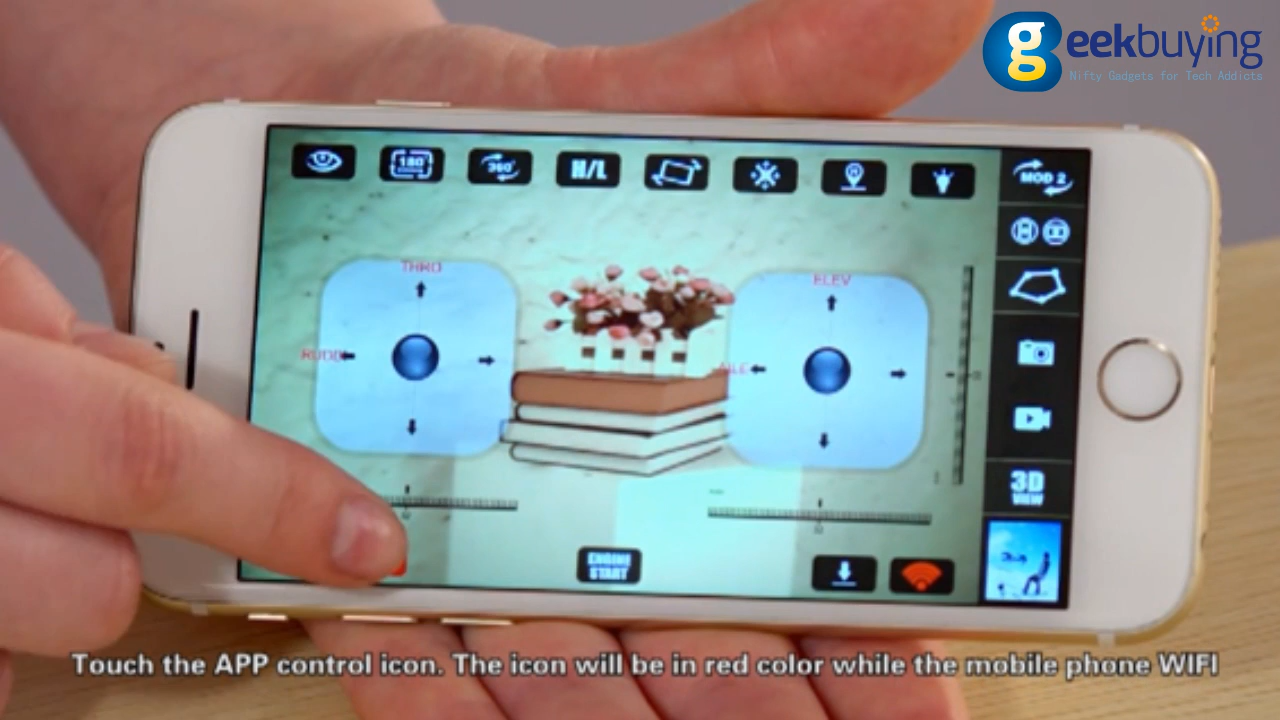 geekbuying
Nifty Gadgets for Tech Addicts
180
360°
H/L
MOD 2
THRO
ELEV
RUDD
AILE
3D
VIEW
ENGINE
START
Touch the APP control icon. The icon will be in red color while the mobile phone WIFI